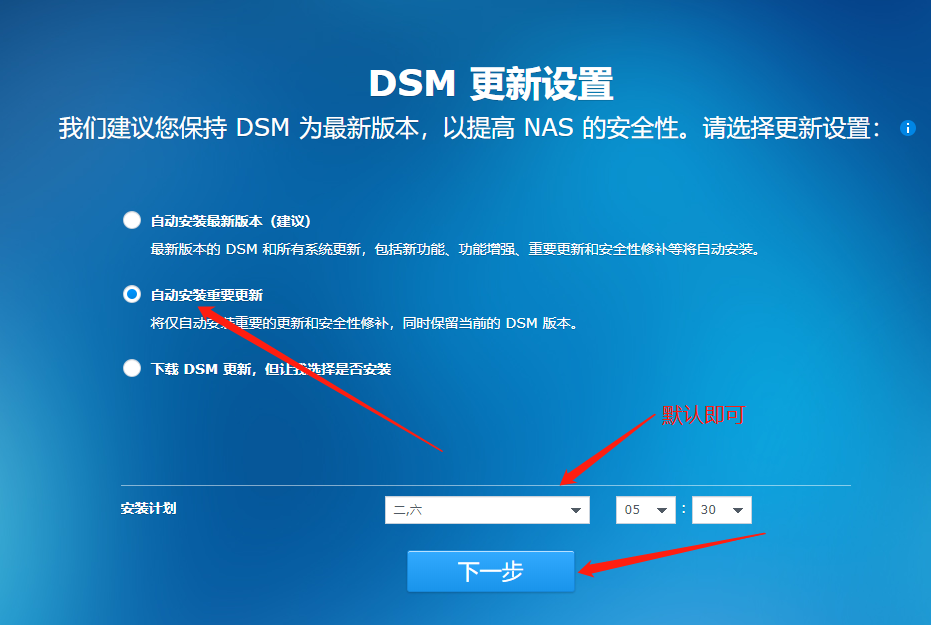 DSM 更新设置
我们建议您保持 DSM 为最新版本，以提高 NAS 的安全性。请选择更新设置：
自动安装最新版本（建议）
最新版本的 DSM 和所有系统更新，包括新功能、功能增强、重要更新和安全性修补等将自动安装。
自动安装重要更新
将仅自动安装重要的更新和安全性修补，同时保留当前的 DSM 版本。
下载 DSM 更新，但让我选择是否安装
默认即可
安装计划 二,六 05 : 30
下一步